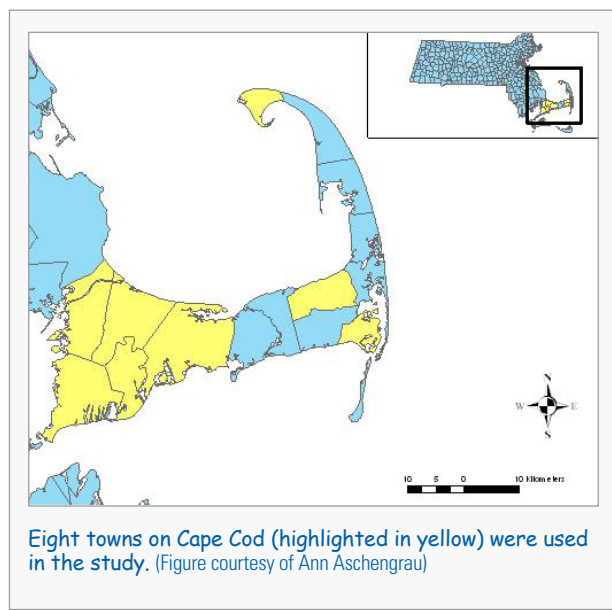 N
W E
S
10 5 0 10 Kilometers
Eight towns on Cape Cod (highlighted in yellow) were used
in the study. (Figure courtesy of Ann Aschengrau)